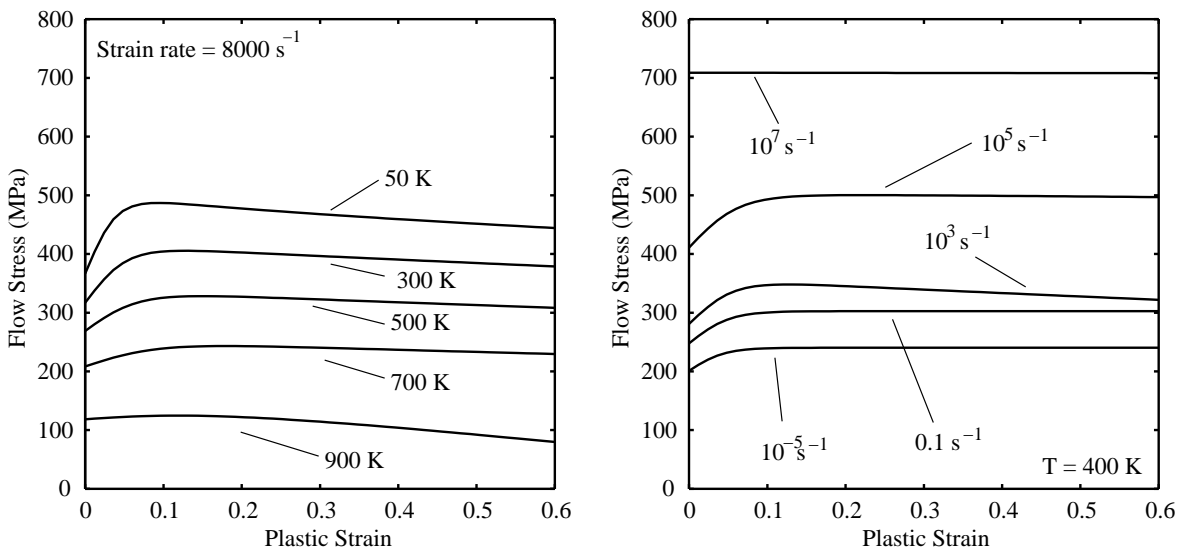 800
700
600
500
400
300
200
100
0
Flow Stress (MPa)
Strain rate = 8000 s⁻¹
50 K
300 K
500 K
700 K
900 K
0 0.1 0.2 0.3 0.4 0.5 0.6
Plastic Strain
800
700
600
500
400
300
200
100
0
Flow Stress (MPa)
10⁷ s⁻¹
10⁵ s⁻¹
10³ s⁻¹
0.1 s⁻¹
10⁻⁵ s⁻¹
T = 400 K
0 0.1 0.2 0.3 0.4 0.5 0.6
Plastic Strain